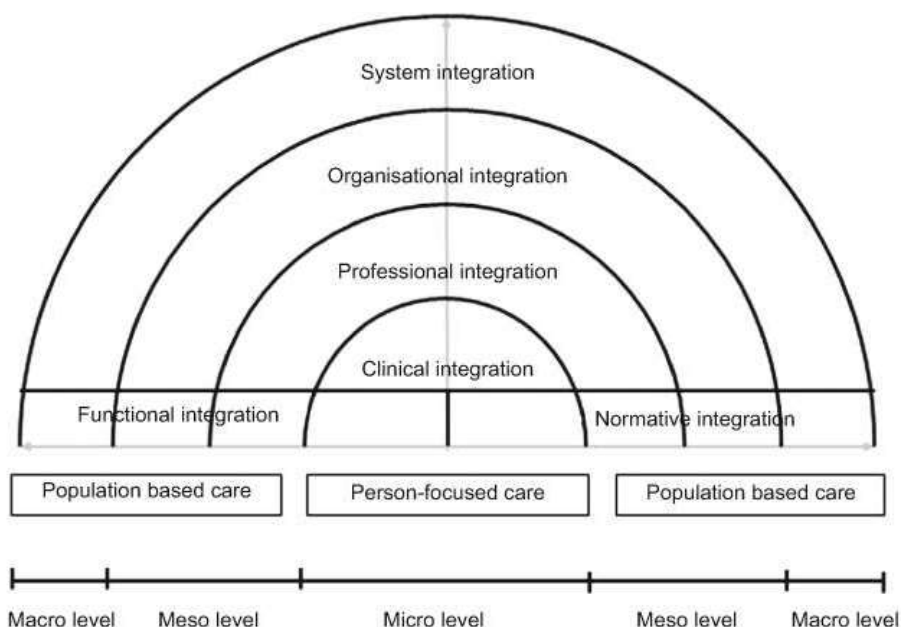 System integration
Organisational integration
Professional integration
Clinical integration
Functional integration
Normative integration
Population based care
Person-focused care
Population based care
Macro level
Meso level
Micro level
Meso level
Macro level